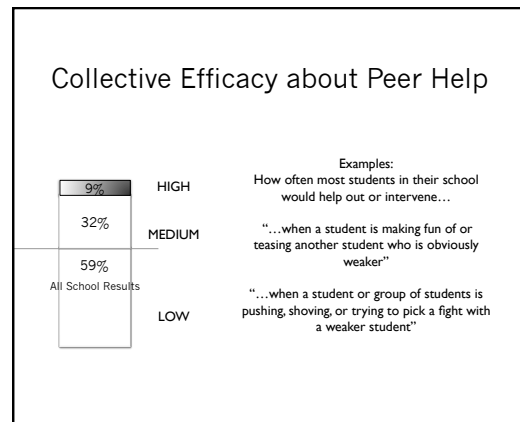 Collective Efficacy about Peer Help
9%
HIGH
32%
MEDIUM
59%
All School Results
LOW
Examples:
How often most students in their school
would help out or intervene…
“…when a student is making fun of or
teasing another student who is obviously
weaker”
“…when a student or group of students is
pushing, shoving, or trying to pick a fight with
a weaker student”